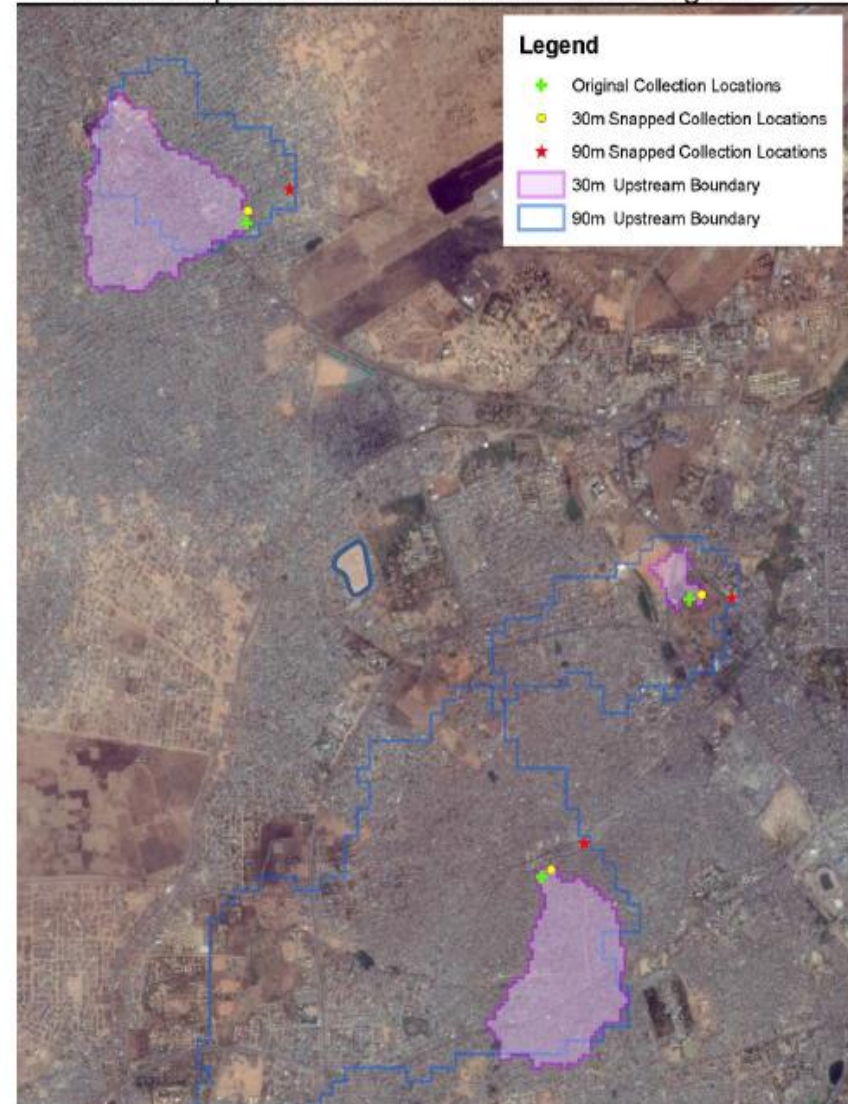 Legend
Original Collection Locations
30m Snapped Collection Locations
90m Snapped Collection Locations
30m Upstream Boundary
90m Upstream Boundary